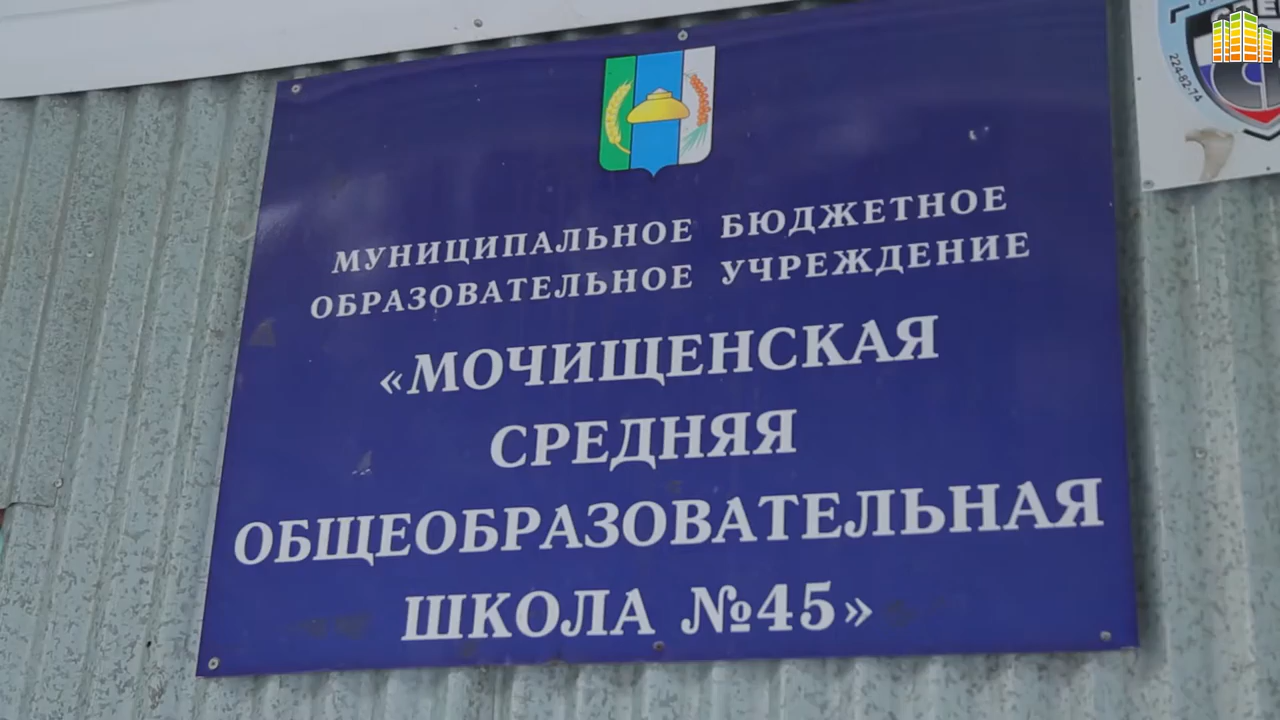 МУНИЦИПАЛЬНОЕ БЮДЖЕТНОЕ
ОБРАЗОВАТЕЛЬНОЕ УЧРЕЖДЕНИЕ
«МОЧИЩЕНСКАЯ
СРЕДНЯЯ
ОБЩЕОБРАЗОВАТЕЛЬНАЯ
ШКОЛА №45»
224-82-74